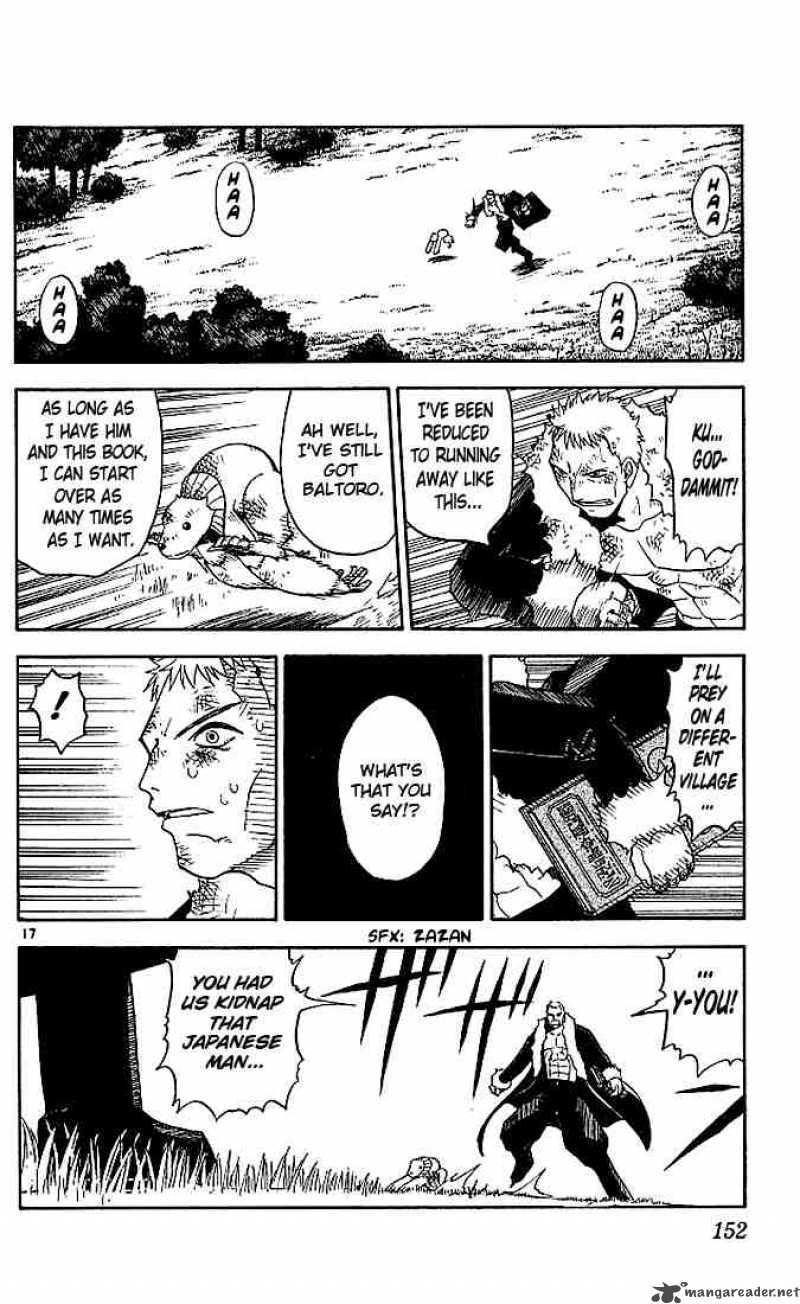 HAA
HAA
HAA
HAA
KU...
GOD-
DAMMIT!
I'VE BEEN
REDUCED
TO RUNNING
AWAY LIKE
THIS...
AH WELL,
I'VE STILL
GOT
BALTORO.
AS LONG AS
I HAVE HIM
AND THIS BOOK,
I CAN START
OVER AS
MANY TIMES
AS I WANT.
I'LL
PREY
ON A
DIFFER-
ENT
VILLAGE
...
WHAT'S
THAT YOU
SAY!?
!
17
SFX: ZAZAN
...
Y-YOU!
YOU HAD
US KIDNAP
THAT
JAPANESE
MAN...
152
mangareader.net